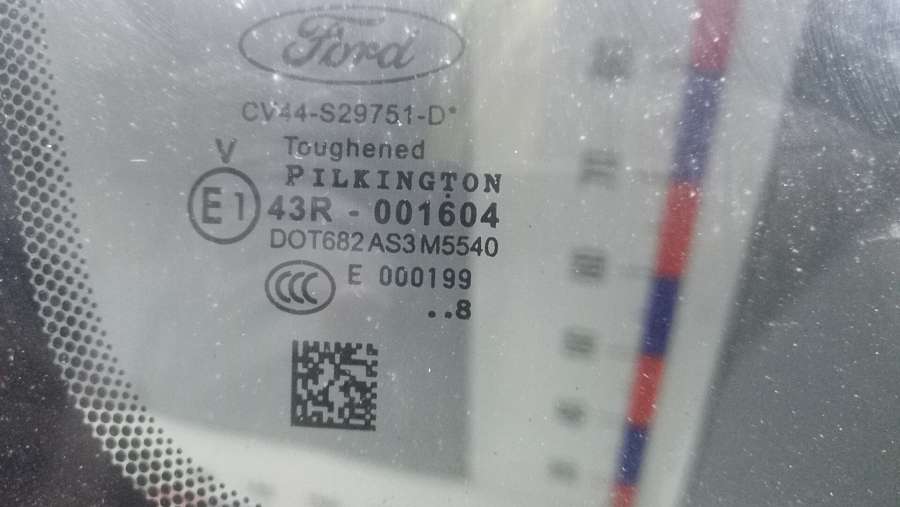 Ford
CV44-S29751-D*
Toughened
V
PILKINGTON
E1 43R - 001604
DOT682 AS3 M5540
CCC E 000199
..8